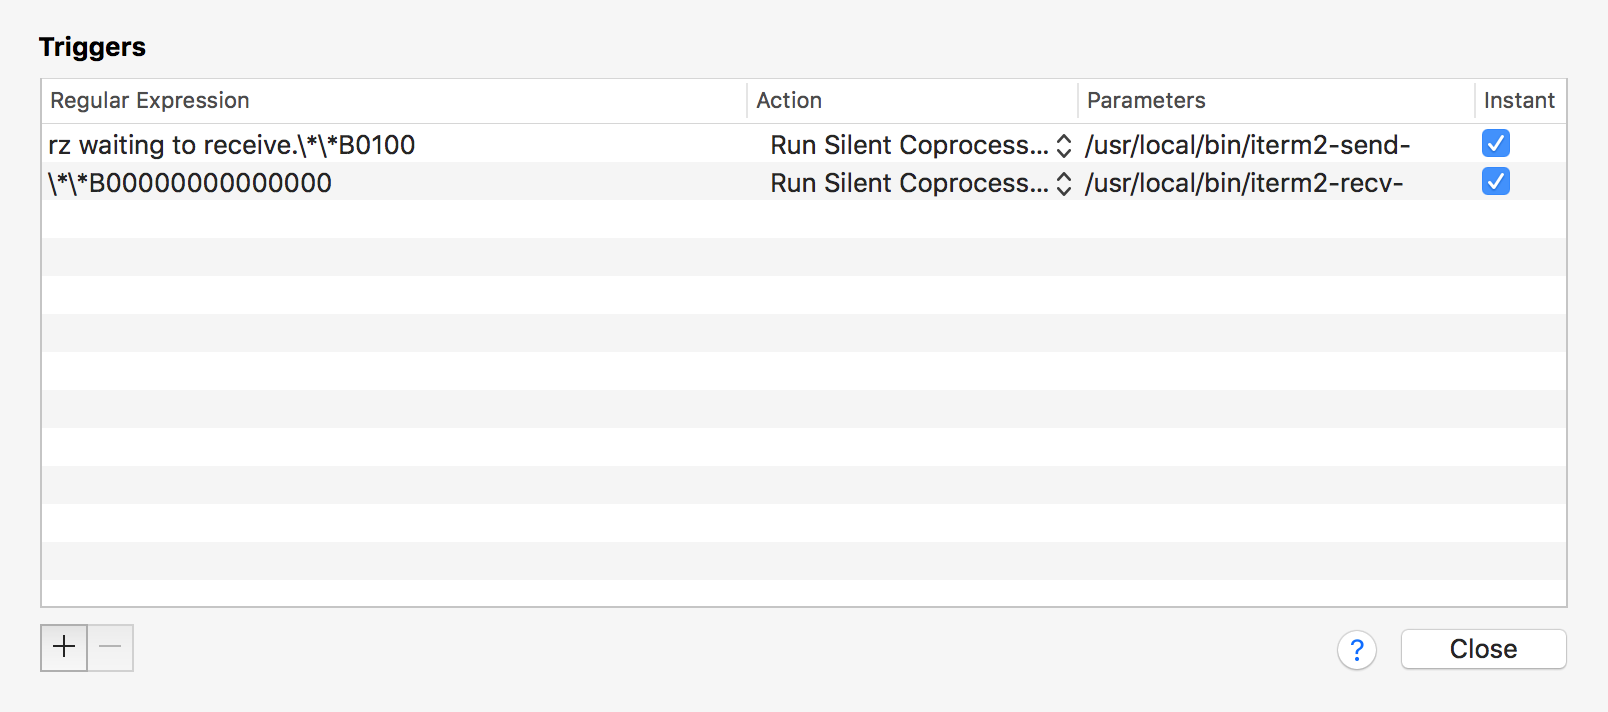 Triggers
Regular Expression Action Parameters Instant
rz waiting to receive.\*\*B0100 Run Silent Coprocess... /usr/local/bin/iterm2-send-
\*\*B00000000000000 Run Silent Coprocess... /usr/local/bin/iterm2-recv-
+ − ? Close